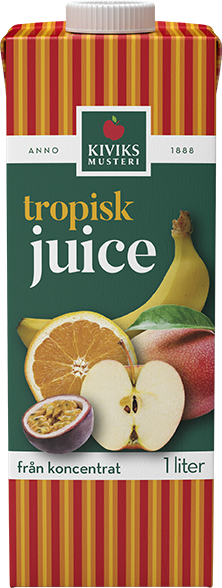 KIVIKS
MUSTERI
ANNO 1888
tropisk
juice
från koncentrat 1 liter